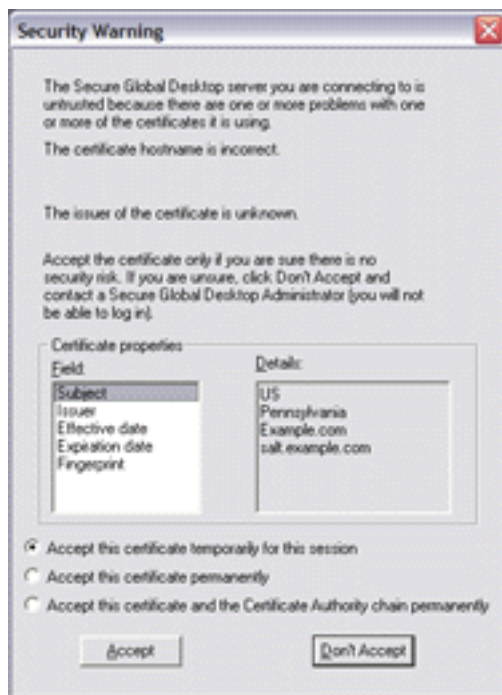 Security Warning
The Secure Global Desktop server you are connecting to is
untrusted because there are one or more problems with one
or more of the certificates it is using.
The certificate hostname is incorrect.
The issuer of the certificate is unknown.
Accept the certificate only if you are sure there is no
security risk. If you are unsure, click Don't Accept and
contact a Secure Global Desktop Administrator (you will not
be able to log in).
Certificate properties
Field:
Details:
Subject
US
Issuer
Pennsylvania
Effective date
Example.com
Expiration date
salt.example.com
Fingerprint
Accept this certificate temporarily for this session
Accept this certificate permanently
Accept this certificate and the Certificate Authority chain permanently
Accept
Don't Accept